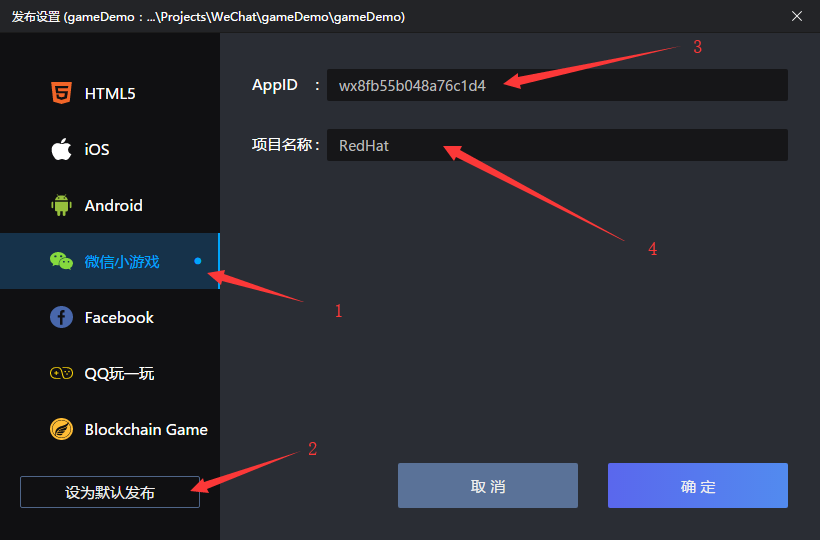 发布设置 (gameDemo : ...\Projects\WeChat\gameDemo\gameDemo)
HTML5
iOS
Android
微信小游戏
Facebook
QQ玩一玩
Blockchain Game
设为默认发布
AppID : wx8fb55b048a76c1d4
项目名称: RedHat
取 消
确 定
1
2
3
4